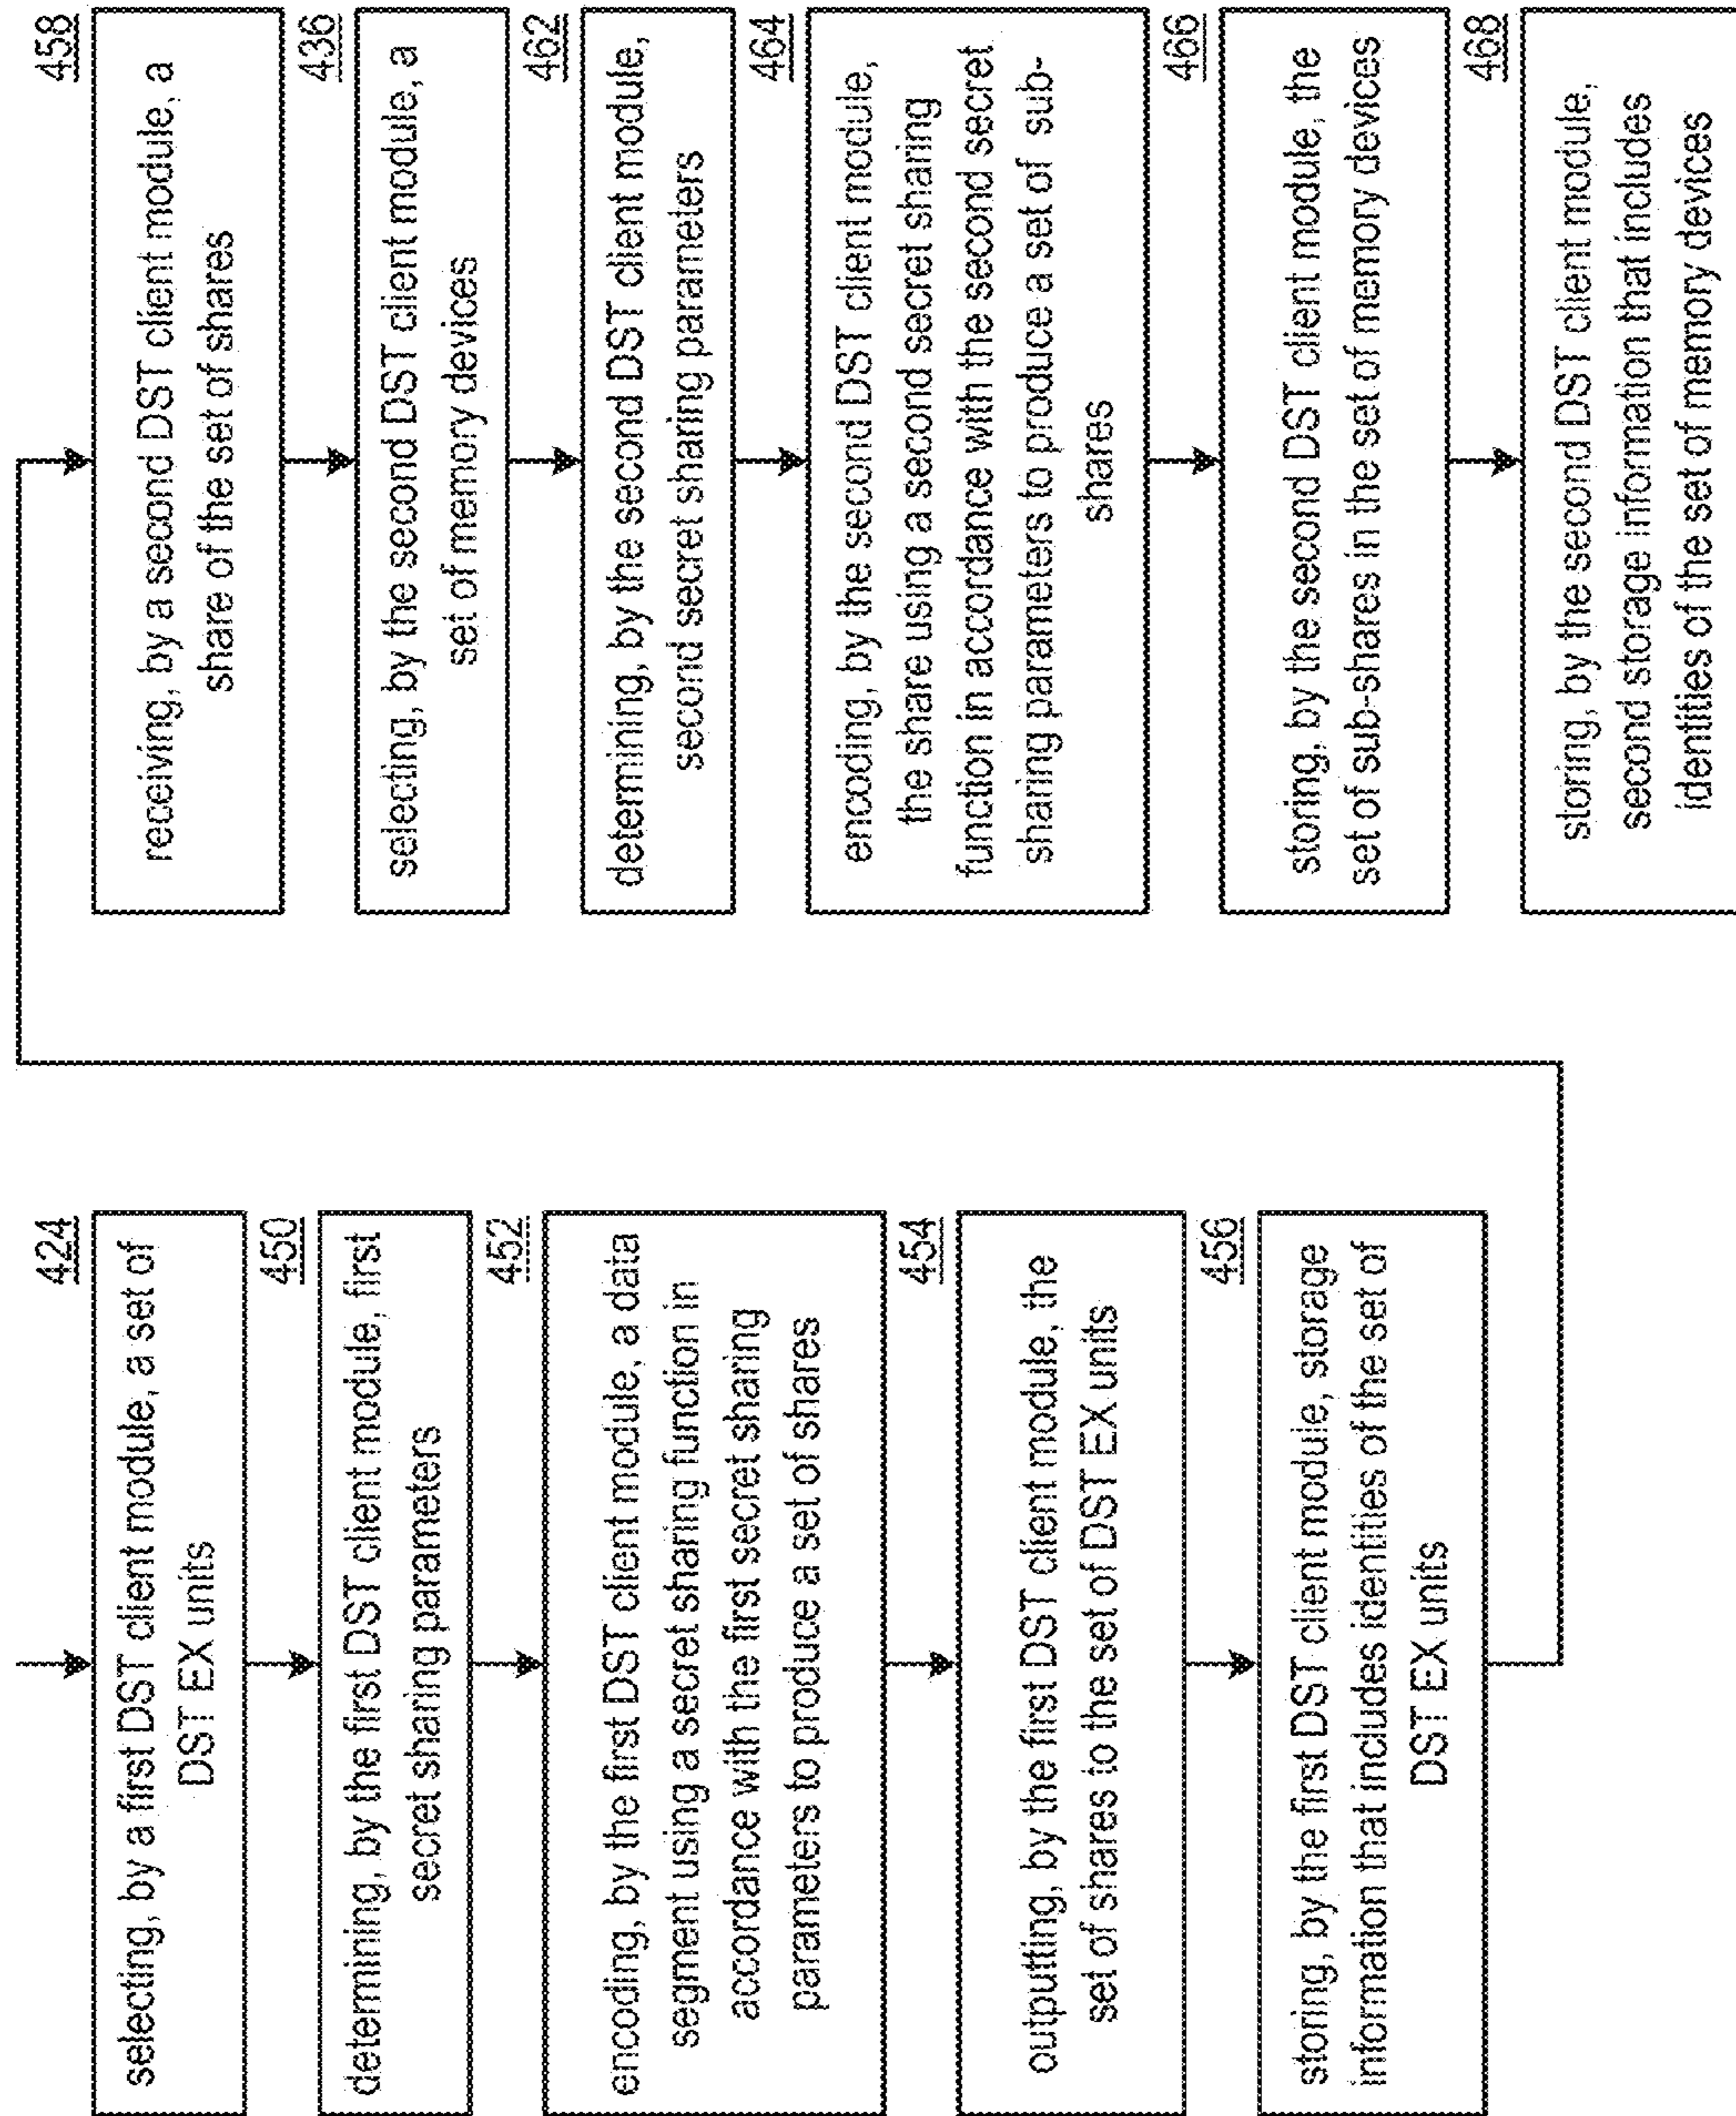 424
selecting, by a first DST client module, a set of
DST EX units
450
determining, by the first DST client module, first
secret sharing parameters
452
encoding, by the first DST client module, a data
segment using a secret sharing function in
accordance with the first secret sharing
parameters to produce a set of shares
454
outputting, by the first DST client module, the
set of shares to the set of DST EX units
456
storing, by the first DST client module, storage
information that includes identities of the set of
DST EX units
458
receiving, by a second DST client module, a
share of the set of shares
436
selecting, by the second DST client module, a
set of memory devices
462
determining, by the second DST client module,
second secret sharing parameters
464
encoding, by the second DST client module,
the share using a second secret sharing
function in accordance with the second secret
sharing parameters to produce a set of sub-
shares
466
storing, by the second DST client module, the
set of sub-shares in the set of memory devices
468
storing, by the second DST client module,
second storage information that includes
identities of the set of memory devices